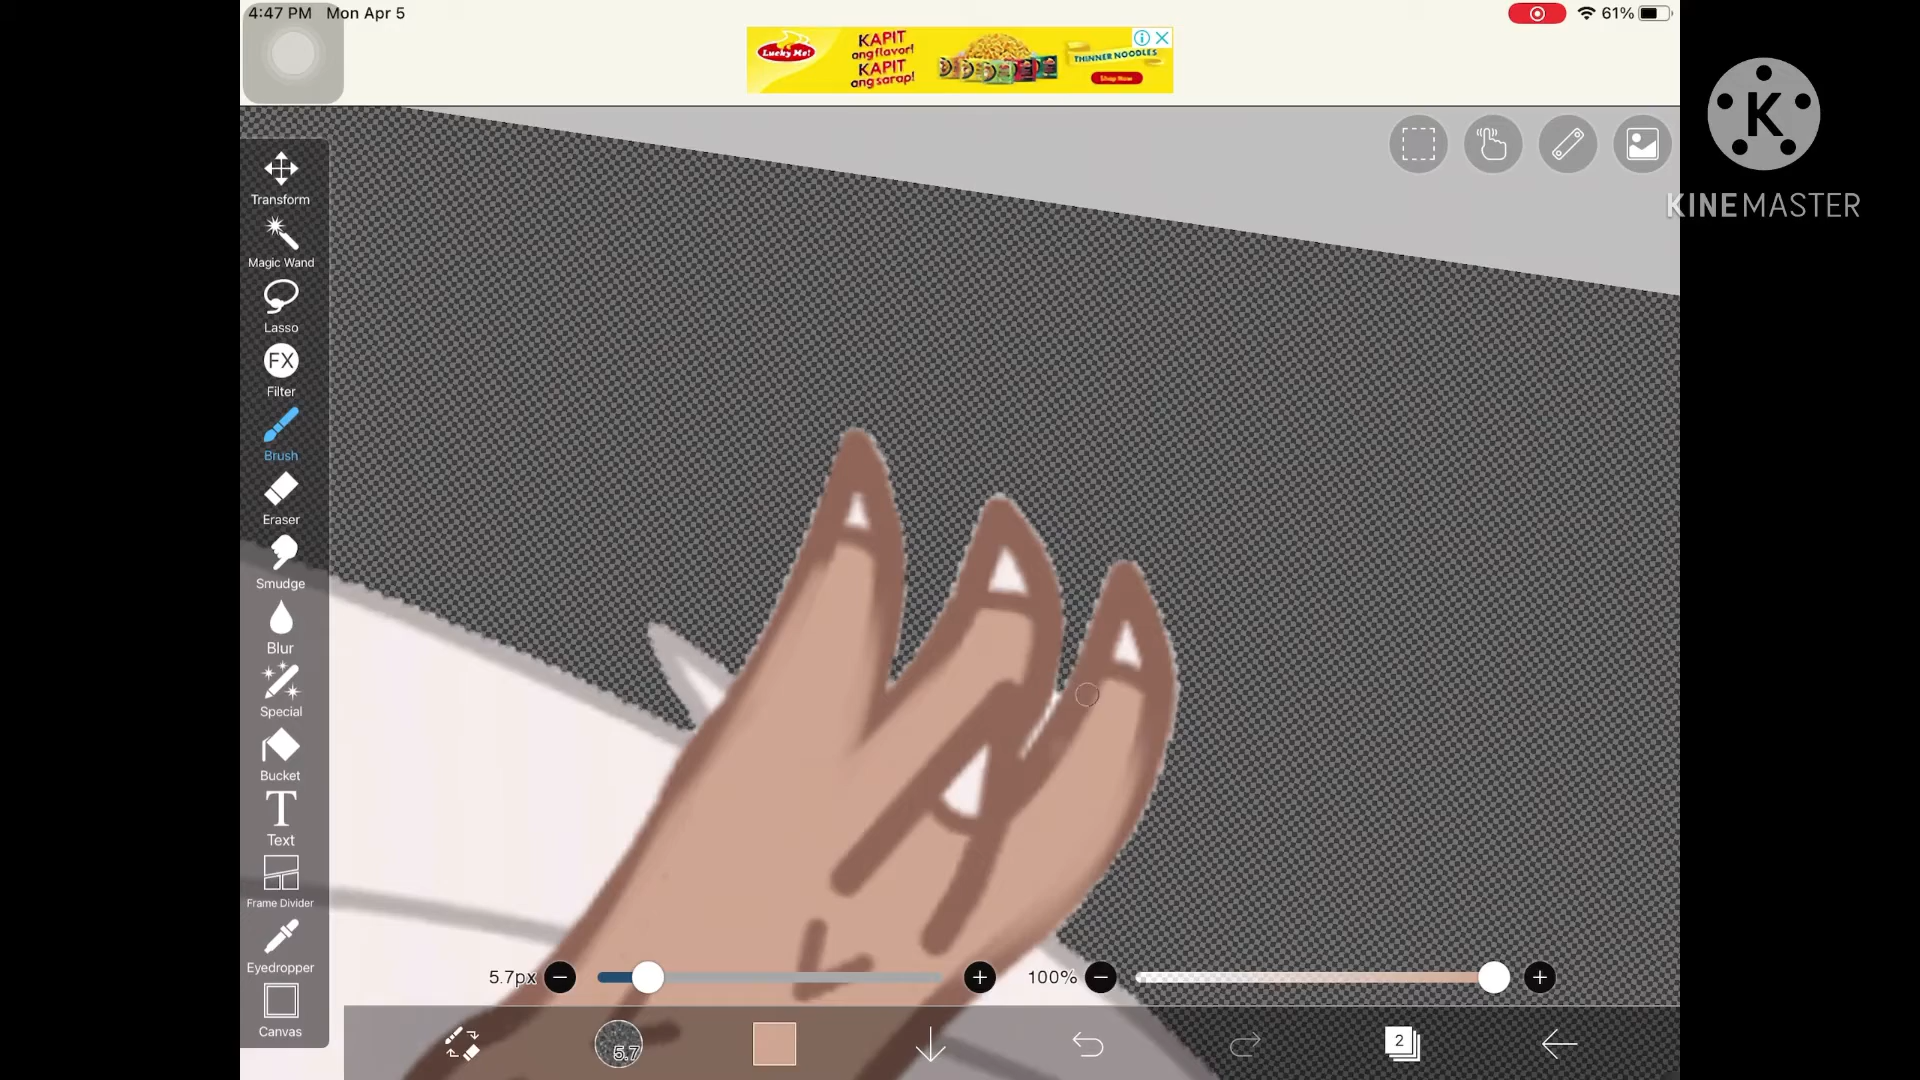 4:47 PM Mon Apr 5
61%
Lucky Me!
KAPIT
ang flavor!
KAPIT
ang sarap!
THINNER NOODLES
Shop Now
K
KINEMASTER
Transform
Magic Wand
Lasso
FX
Filter
Brush
Eraser
Smudge
Blur
Special
Bucket
T
Text
Frame Divider
Eyedropper
Canvas
5.7px
100%
5.7
2